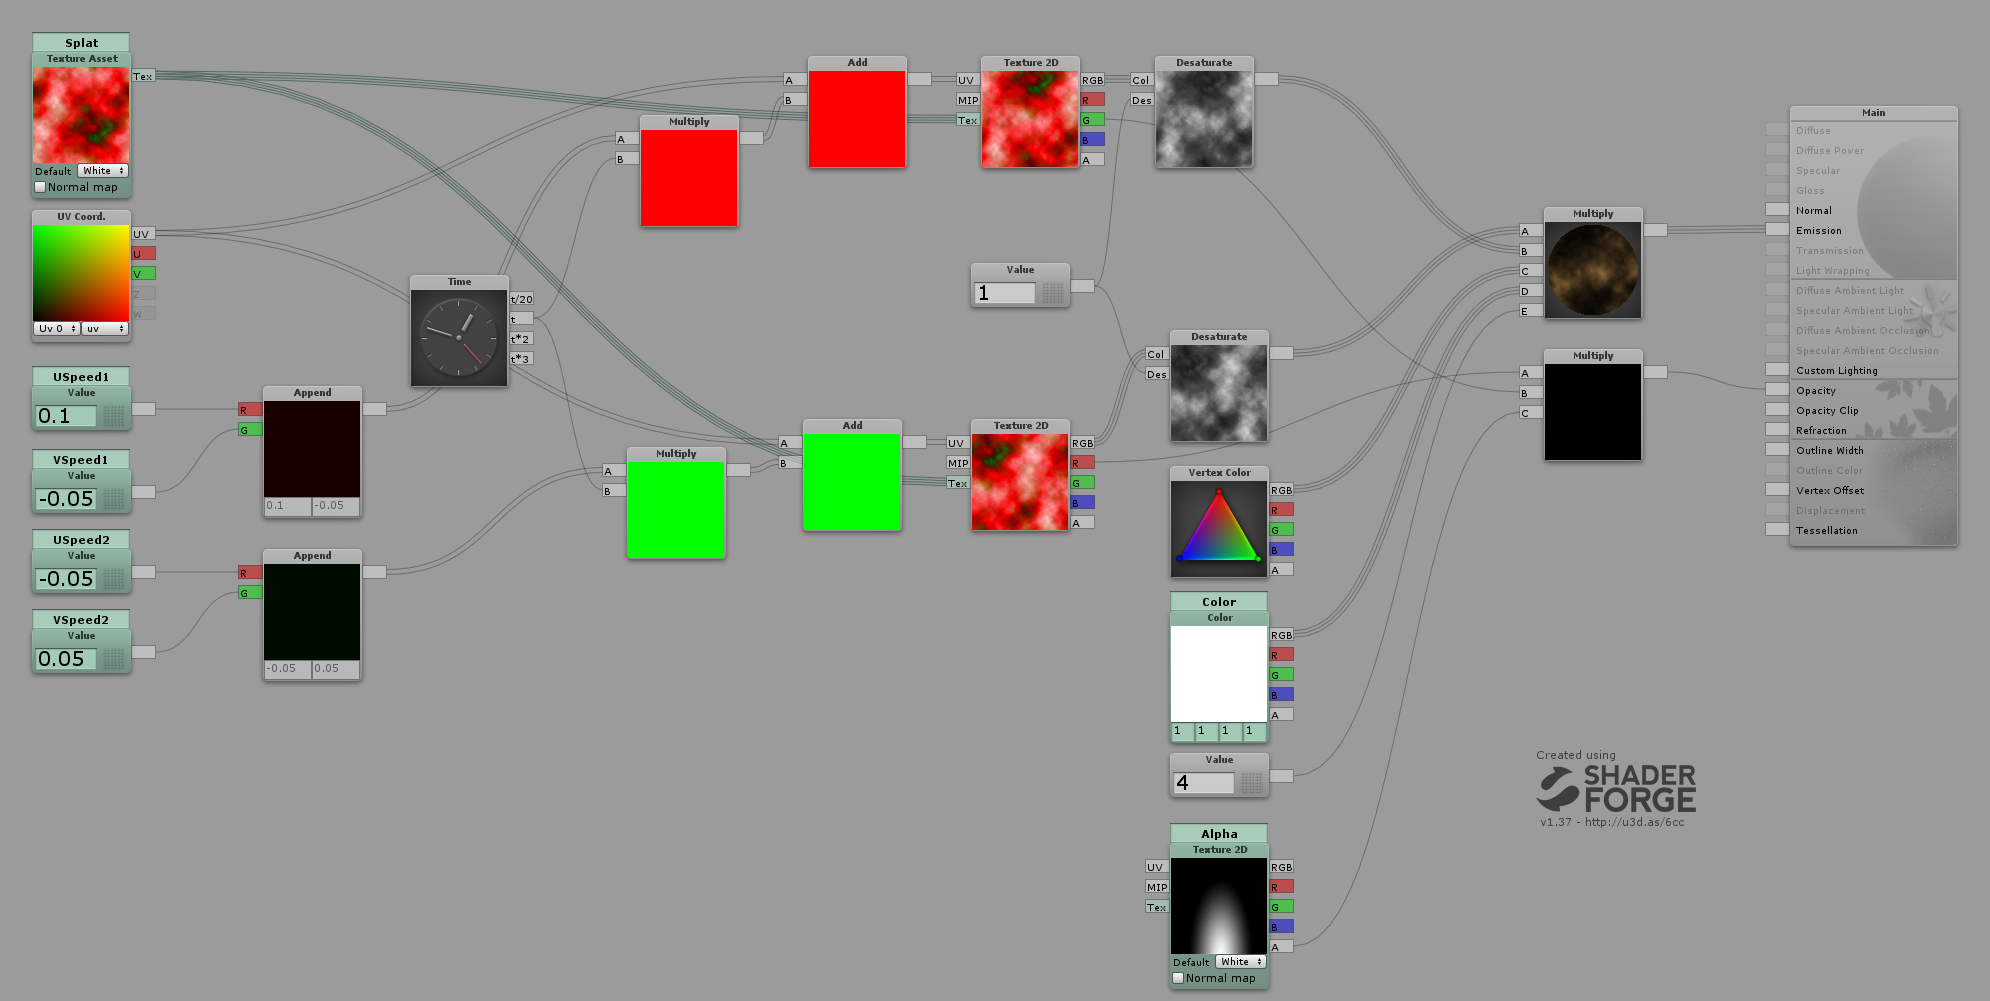 Splat
Texture Asset
Tex
Default White
Normal map
UV Coord.
UV
U
V
Z
W
Uv 0 uv
USpeed1
Value
0.1
VSpeed1
Value
-0.05
USpeed2
Value
-0.05
VSpeed2
Value
0.05
Append
R
G
0.1 -0.05
Append
R
G
-0.05 0.05
Time
t/20
t
t*2
t*3
Multiply
A
B
Multiply
A
B
Add
A
B
Add
A
B
Texture 2D
UV RGB
MIP R
Tex G
B
A
Desaturate
Col
Des
Value
1
Desaturate
Col
Des
Texture 2D
UV RGB
MIP R
Tex G
B
A
Vertex Color
RGB
R
G
B
A
Color
Color
RGB
R
G
B
A
1 1 1 1
Value
4
Alpha
Texture 2D
UV RGB
MIP R
Tex G
B
A
Default White
Normal map
Multiply
A
B
C
D
E
Multiply
A
B
C
Main
Diffuse
Diffuse Power
Specular
Gloss
Normal
Emission
Transmission
Light Wrapping
Diffuse Ambient Light
Specular Ambient Light
Diffuse Ambient Occlusion
Specular Ambient Occlusion
Custom Lighting
Opacity
Opacity Clip
Refraction
Outline Width
Outline Color
Vertex Offset
Displacement
Tessellation
Created using
SHADER
FORGE
v1.37 - http://u3d.as/6cc